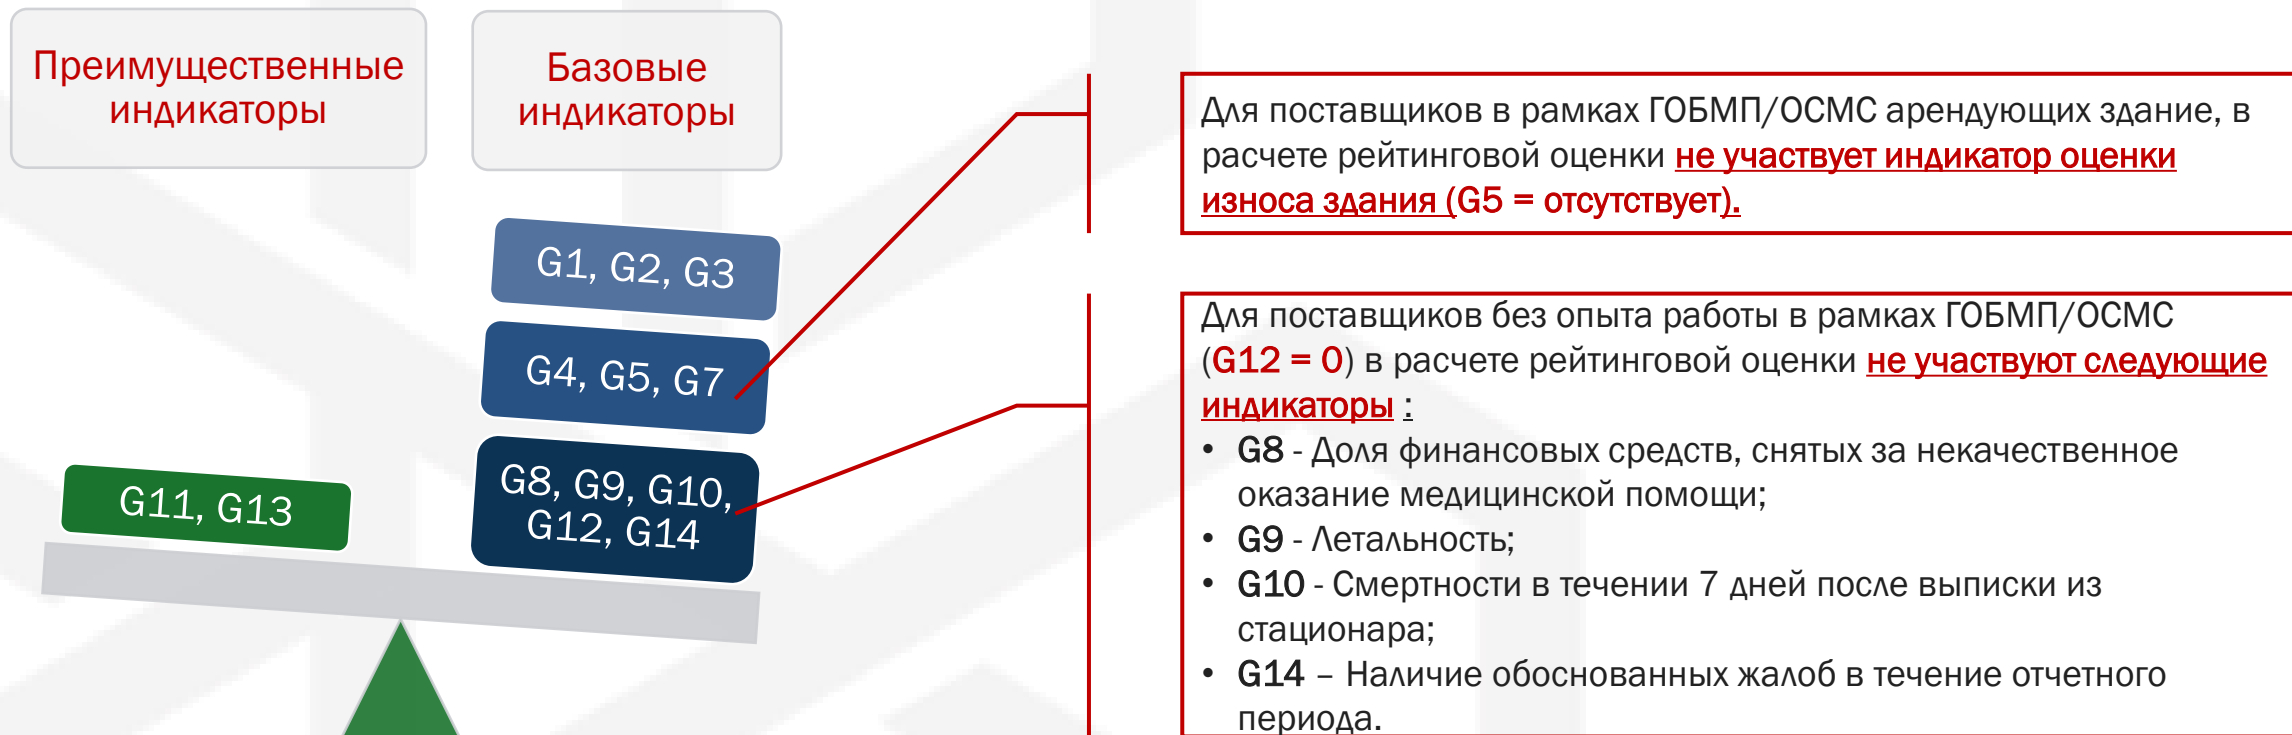 Преимущественные
индикаторы
Базовые
индикаторы
G1, G2, G3
G4, G5, G7
G8, G9, G10,
G12, G14
G11, G13
Для поставщиков в рамках ГОБМП/ОСМС арендующих здание, в
расчете рейтинговой оценки не участвует индикатор оценки
износа здания (G5 = отсутствует).
Для поставщиков без опыта работы в рамках ГОБМП/ОСМС
(G12 = 0) в расчете рейтинговой оценки не участвуют следующие
индикаторы :
• G8 - Доля финансовых средств, снятых за некачественное
оказание медицинской помощи;
• G9 - Летальность;
• G10 - Смертности в течении 7 дней после выписки из
стационара;
• G14 – Наличие обоснованных жалоб в течение отчетного
периода.